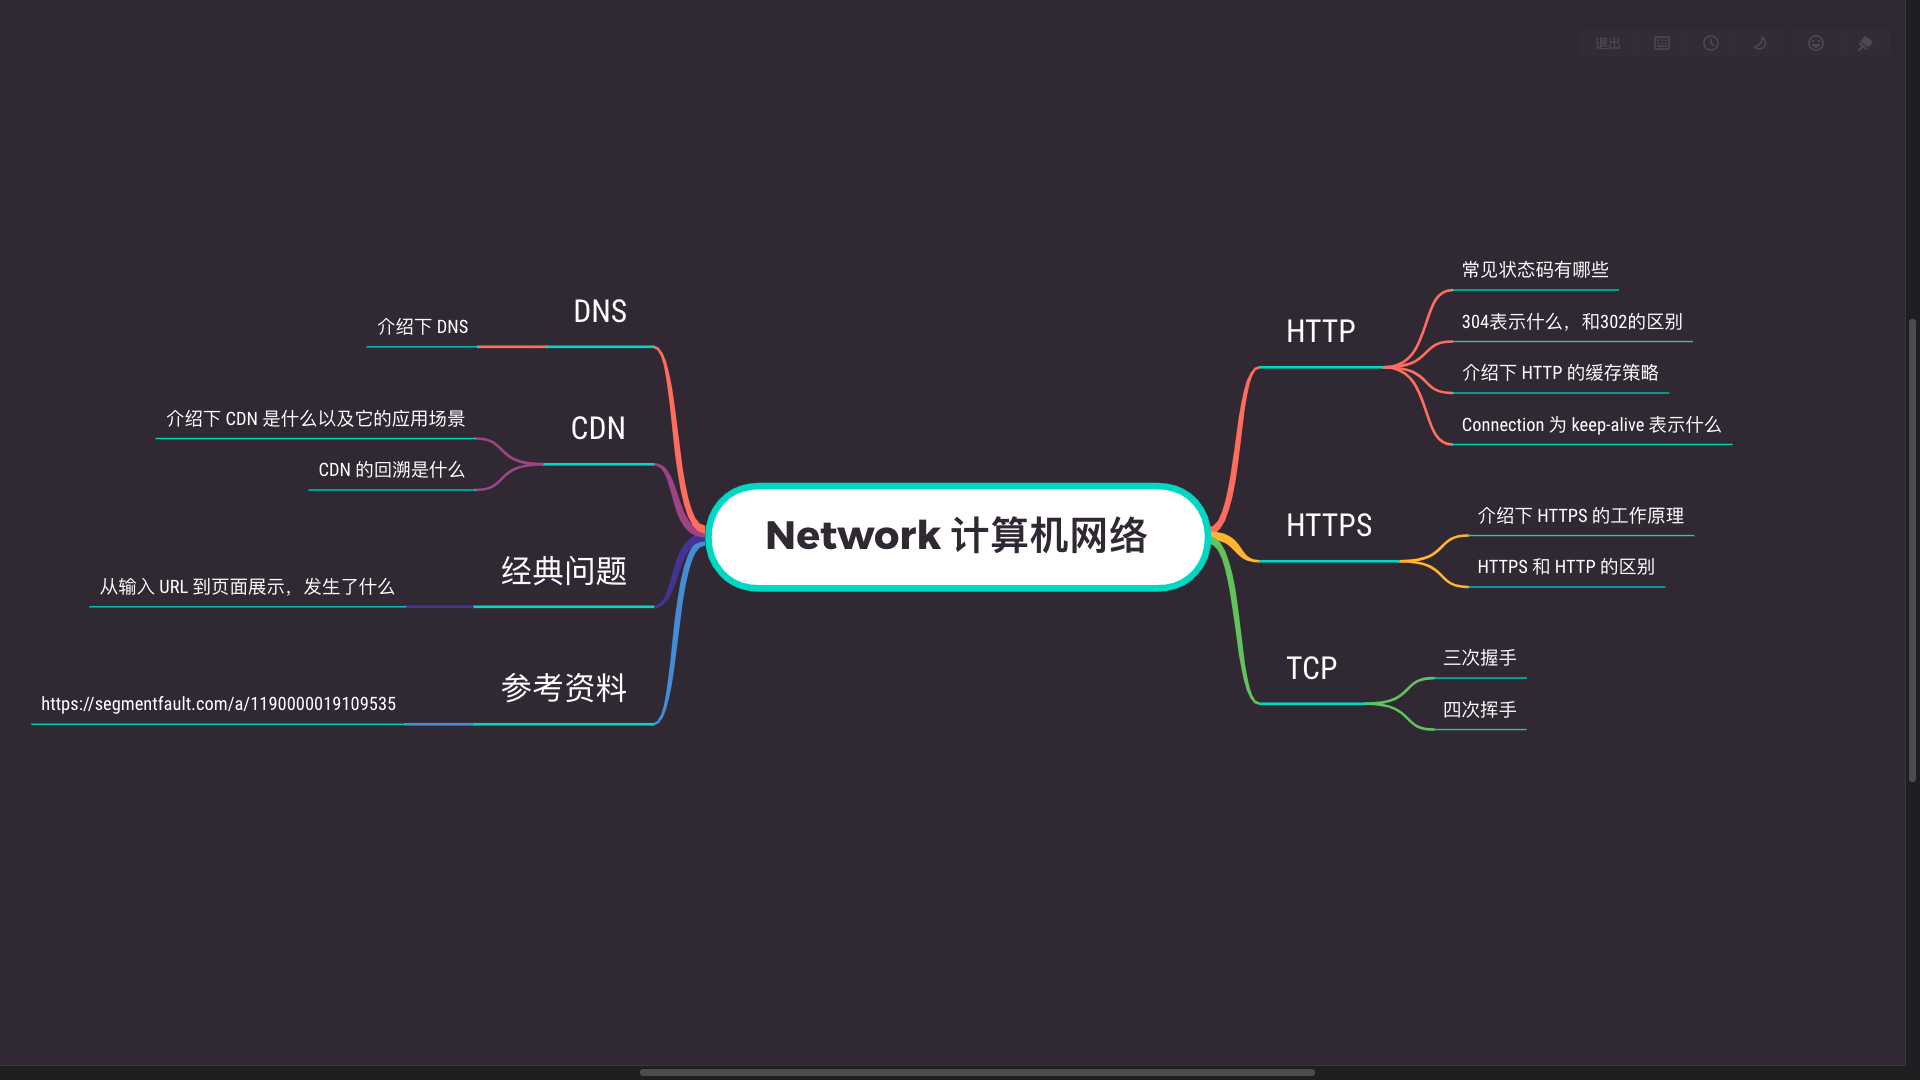 退出
Network 计算机网络
HTTP
常见状态码有哪些
304表示什么，和302的区别
介绍下 HTTP 的缓存策略
Connection 为 keep-alive 表示什么
HTTPS
介绍下 HTTPS 的工作原理
HTTPS 和 HTTP 的区别
TCP
三次握手
四次挥手
DNS
介绍下 DNS
CDN
介绍下 CDN 是什么以及它的应用场景
CDN 的回溯是什么
经典问题
从输入 URL 到页面展示，发生了什么
参考资料
https://segmentfault.com/a/1190000019109535